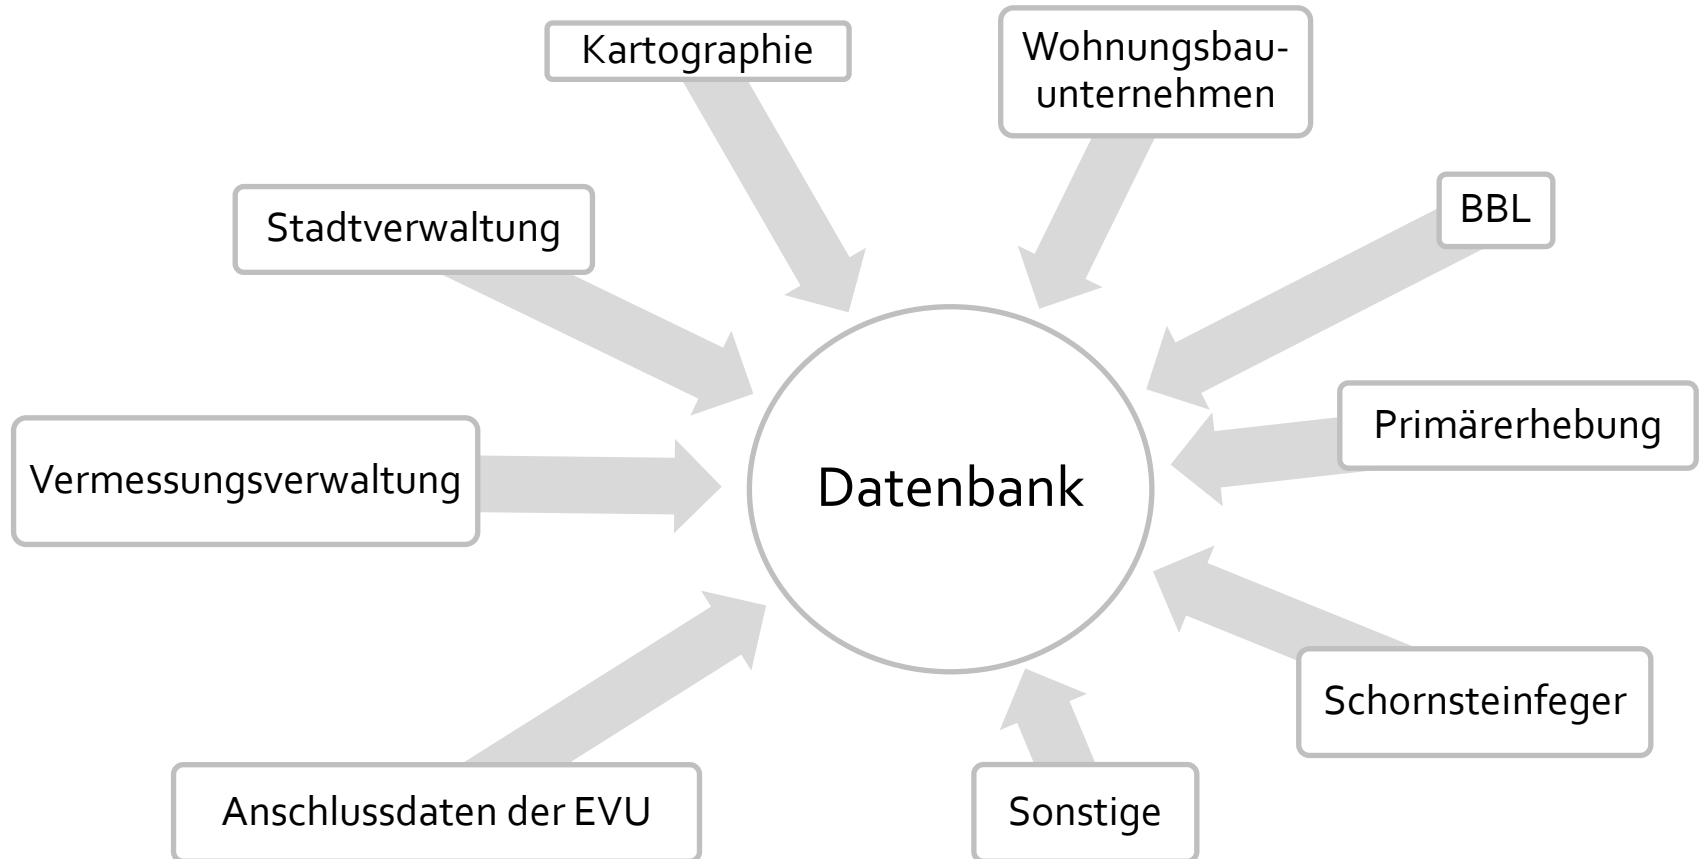 Kartographie
Wohnungsbau-
unternehmen
BBL
Stadtverwaltung
Primärerhebung
Vermessungsverwaltung
Datenbank
Schornsteinfeger
Anschlussdaten der EVU
Sonstige